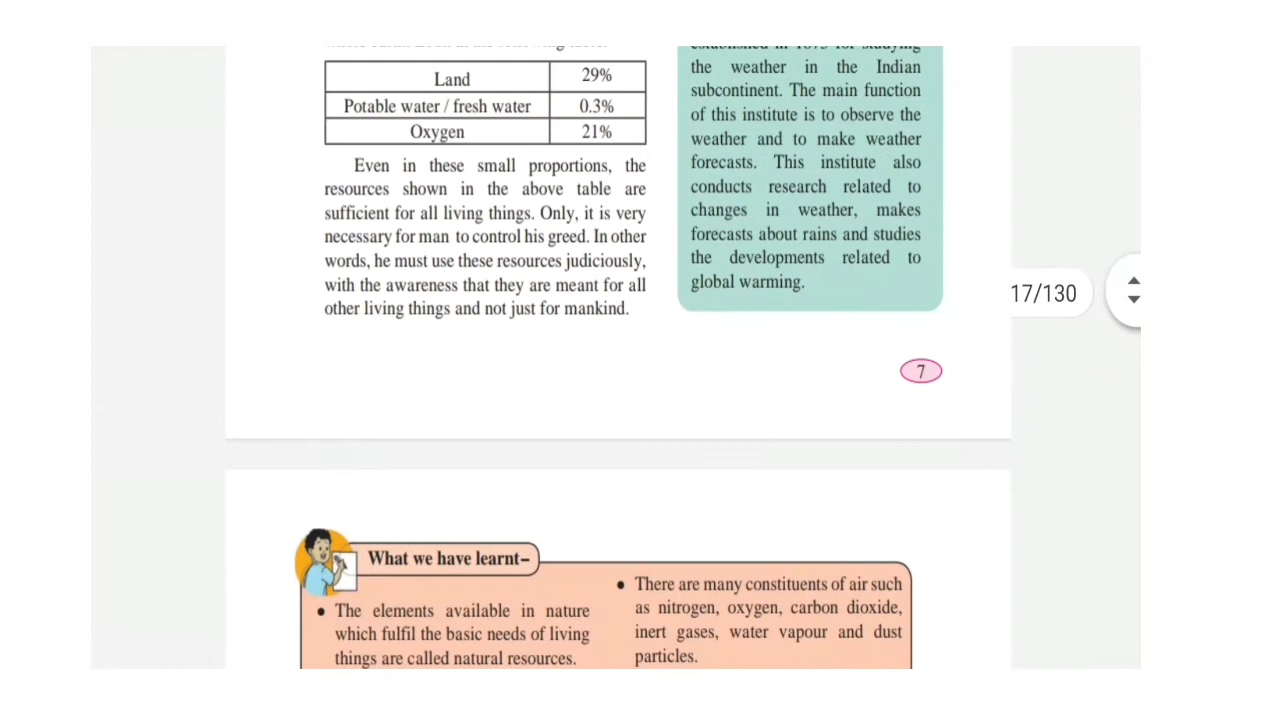 Land 29%
Potable water / fresh water 0.3%
Oxygen 21%
Even in these small proportions, the
resources shown in the above table are
sufficient for all living things. Only, it is very
necessary for man to control his greed. In other
words, he must use these resources judiciously,
with the awareness that they are meant for all
other living things and not just for mankind.
established in 1875 for studying
the weather in the Indian
subcontinent. The main function
of this institute is to observe the
weather and to make weather
forecasts. This institute also
conducts research related to
changes in weather, makes
forecasts about rains and studies
the developments related to
global warming.
17/130
7
What we have learnt–
• The elements available in nature
which fulfil the basic needs of living
things are called natural resources.
• There are many constituents of air such
as nitrogen, oxygen, carbon dioxide,
inert gases, water vapour and dust
particles.